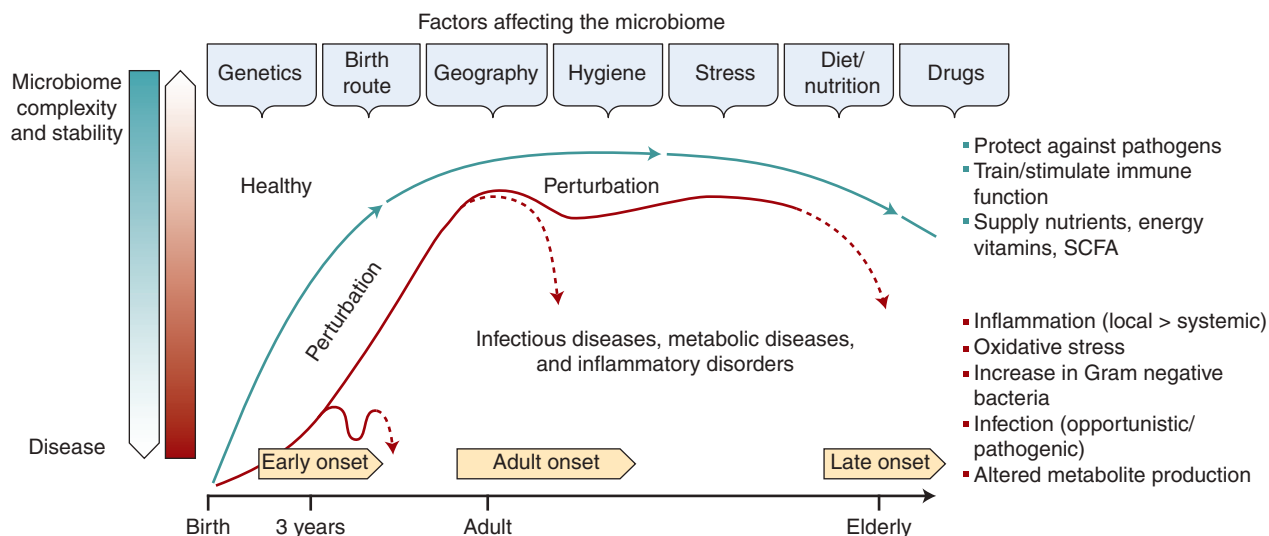 Factors affecting the microbiome
Microbiome
complexity
and stability
Genetics
Birth
route
Geography
Hygiene
Stress
Diet/
nutrition
Drugs
Healthy
Perturbation
Perturbation
Protect against pathogens
Train/stimulate immune
function
Supply nutrients, energy
vitamins, SCFA
Infectious diseases, metabolic diseases,
and inflammatory disorders
Inflammation (local > systemic)
Oxidative stress
Increase in Gram negative
bacteria
Infection (opportunistic/
pathogenic)
Altered metabolite production
Disease
Early onset
Adult onset
Late onset
Birth
3 years
Adult
Elderly